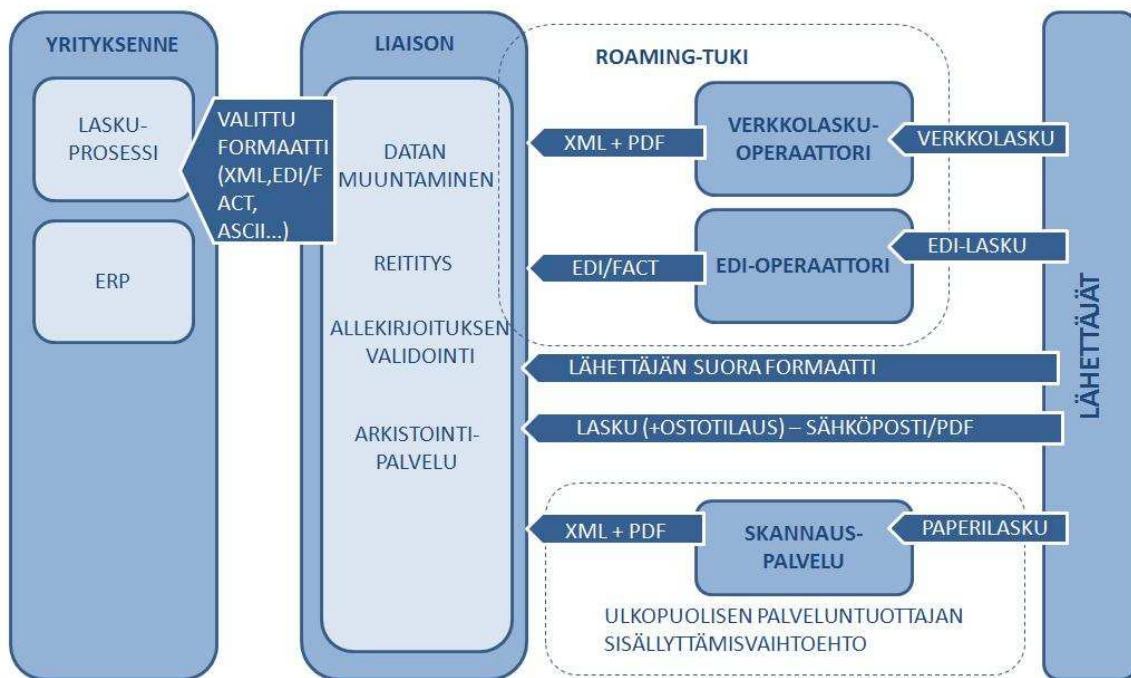 YRITYKSENNE
LASKU-
PROSESSI
ERP
VALITTU
FORMAATTI
(XML,EDI/F
ACT,
ASCII...)
LIAISON
DATAN
MUUNTAMINEN
REITITYS
ALLEKIRJOITUKSEN
VALIDOINTI
ARKISTOINTI-
PALVELU
ROAMING-TUKI
XML + PDF
VERKKOLASKU-
OPERAATTORI
VERKKOLASKU
EDI/FACT
EDI-OPERAATTORI
EDI-LASKU
LÄHETTÄJÄN SUORA FORMAATTI
LASKU (+OSTOTILAUS) – SÄHKÖPOSTI/PDF
XML + PDF
SKANNAUS-
PALVELU
PAPERILASKU
ULKOPUOLISEN PALVELUNTUOTTAJAN
SISÄLLYTTÄMISVAIHTOEHTO
LÄHETTÄJÄT